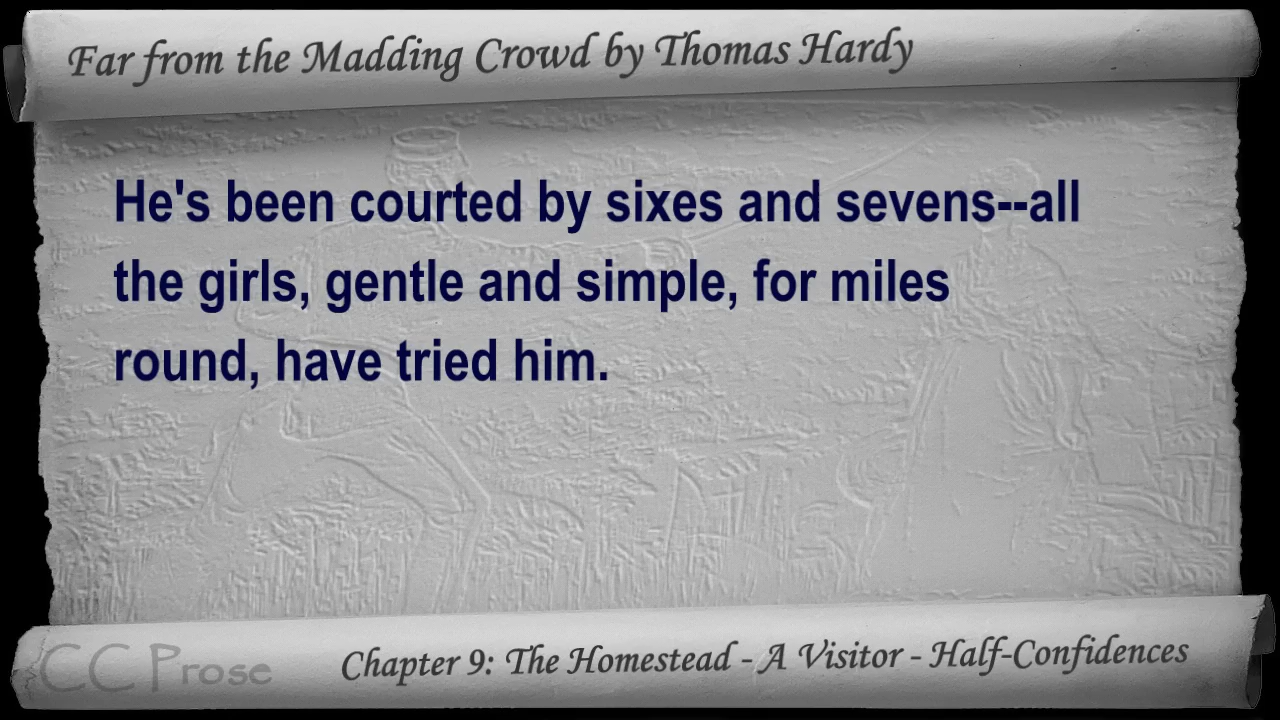 Far from the Madding Crowd by Thomas Hardy
He's been courted by sixes and sevens--all
the girls, gentle and simple, for miles
round, have tried him.
CC Prose
Chapter 9: The Homestead - A Visitor - Half-Confidences